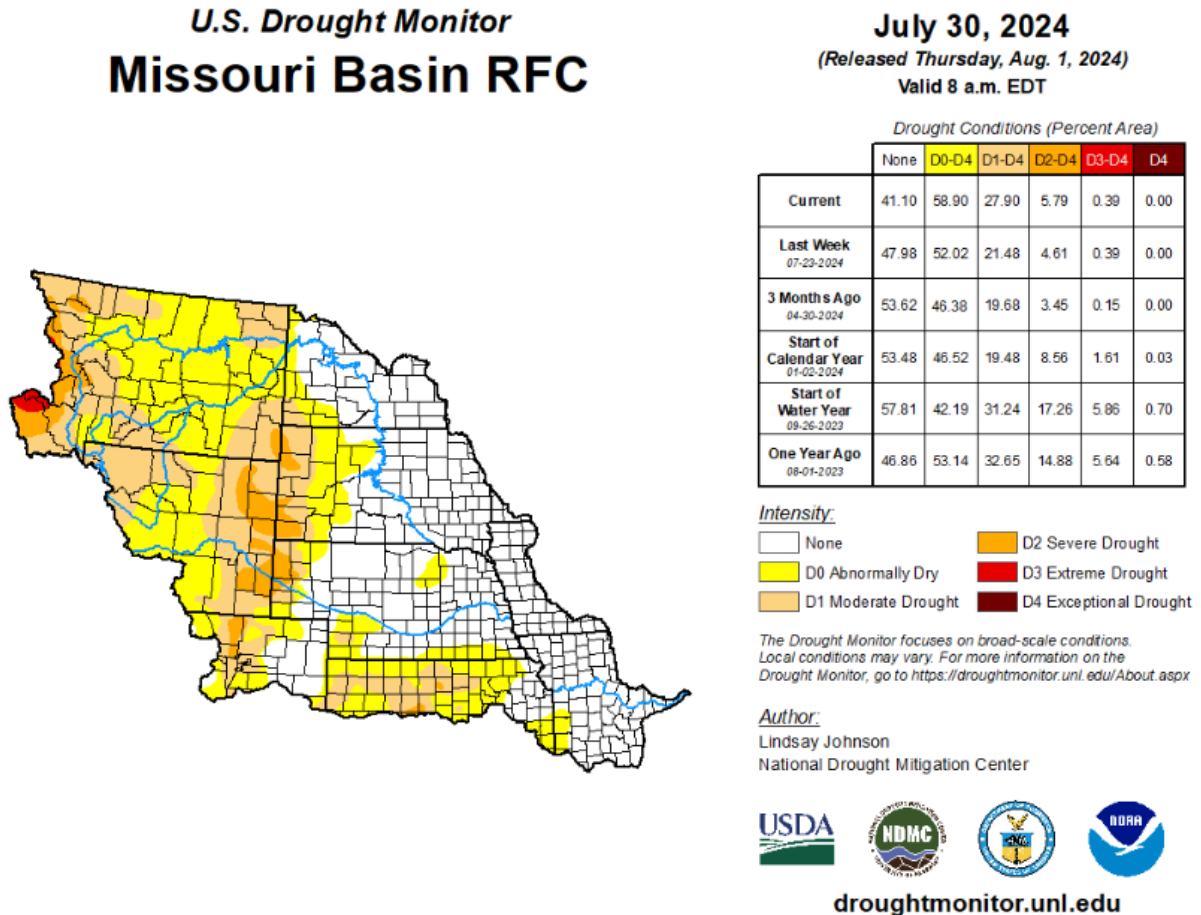 U.S. Drought Monitor
Missouri Basin RFC
July 30, 2024
(Released Thursday, Aug. 1, 2024)
Valid 8 a.m. EDT
Drought Conditions (Percent Area)
None D0-D4 D1-D4 D2-D4 D3-D4 D4
Current 41.10 58.90 27.90 5.79 0.39 0.00
Last Week
07-23-2024 47.98 52.02 21.48 4.61 0.39 0.00
3 Months Ago
04-30-2024 53.62 46.38 19.68 3.45 0.15 0.00
Start of
Calendar Year
01-02-2024 53.48 46.52 19.48 8.56 1.61 0.03
Start of
Water Year
09-26-2023 57.81 42.19 31.24 17.26 5.86 0.70
One Year Ago
08-01-2023 46.86 53.14 32.65 14.88 5.64 0.58
Intensity:
None
D0 Abnormally Dry
D1 Moderate Drought
D2 Severe Drought
D3 Extreme Drought
D4 Exceptional Drought
The Drought Monitor focuses on broad-scale conditions.
Local conditions may vary. For more information on the
Drought Monitor, go to https://droughtmonitor.unl.edu/About.aspx
Author:
Lindsay Johnson
National Drought Mitigation Center
USDA
NDMC
NOAA
droughtmonitor.unl.edu